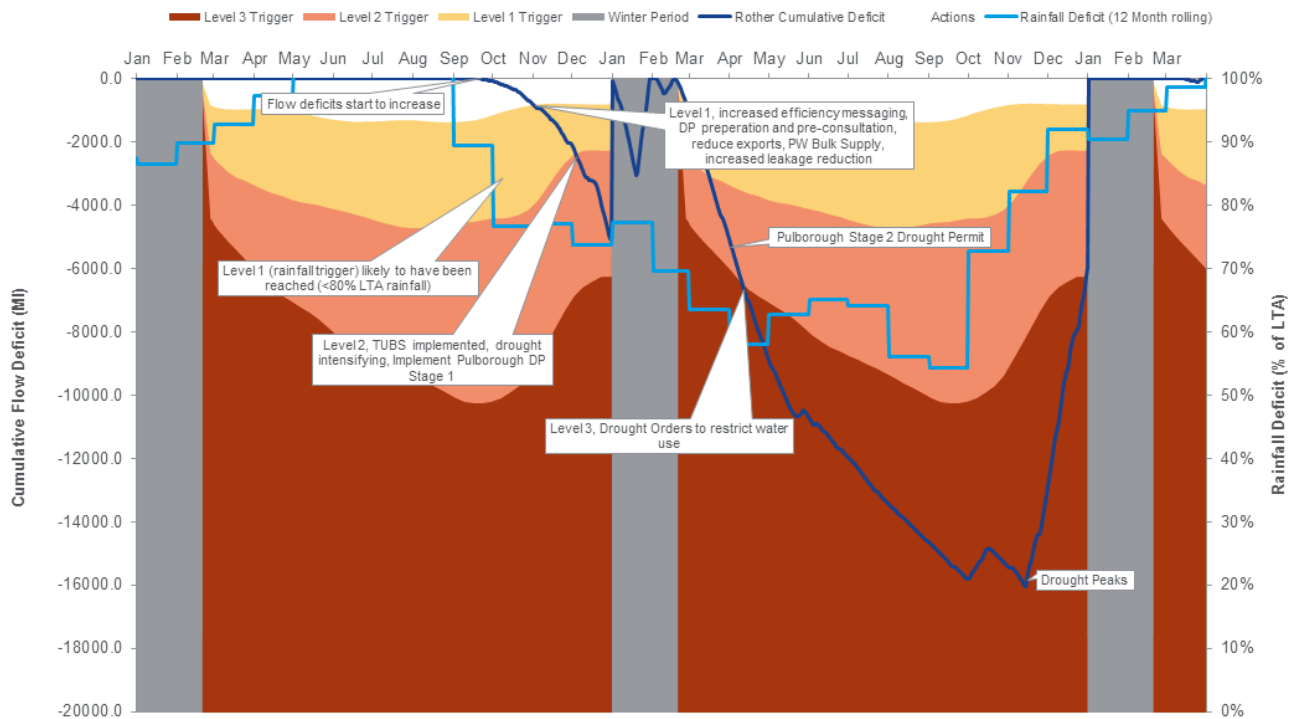 Level 3 Trigger Level 2 Trigger Level 1 Trigger Winter Period Rother Cumulative Deficit Actions Rainfall Deficit (12 Month rolling)
Jan Feb Mar Apr May Jun Jul Aug Sep Oct Nov Dec Jan Feb Mar Apr May Jun Jul Aug Sep Oct Nov Dec Jan Feb Mar
0.0
-2000.0
-4000.0
-6000.0
-8000.0
-10000.0
-12000.0
-14000.0
-16000.0
-18000.0
-20000.0
Cumulative Flow Deficit (Ml)
Flow deficits start to increase
Level 1, increased efficiency messaging,
DP preperation and pre-consultation,
reduce exports, PW Bulk Supply,
increased leakage reduction
Level 1 (rainfall trigger) likely to have been
reached (<80% LTA rainfall)
Pulborough Stage 2 Drought Permit
Level 2, TUBS implemented, drought
intensifying, Implement Pulborough DP
Stage 1
Level 3, Drought Orders to restrict water
use
Drought Peaks
100%
90%
80%
70%
60%
50%
40%
30%
20%
10%
0%
Rainfall Deficit (% of LTA)